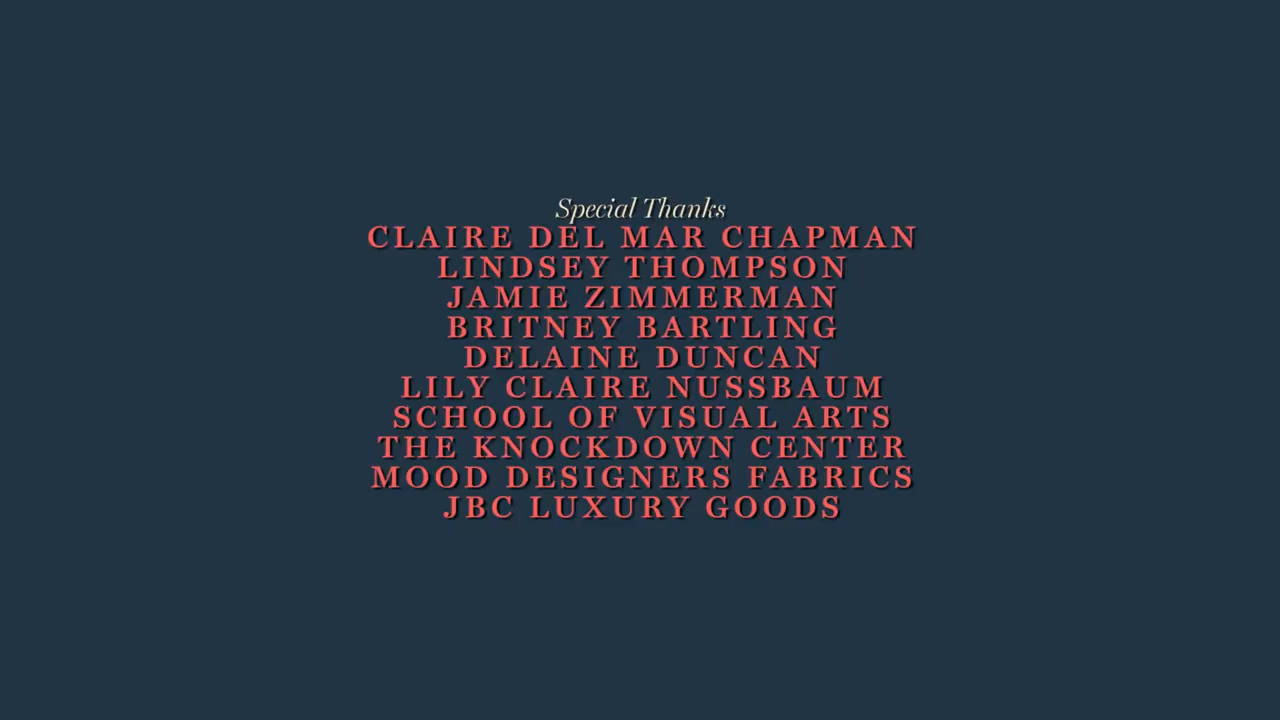 Special Thanks
CLAIRE DEL MAR CHAPMAN
LINDSEY THOMPSON
JAMIE ZIMMERMAN
BRITNEY BARTLING
DELAINE DUNCAN
LILY CLAIRE NUSSBAUM
SCHOOL OF VISUAL ARTS
THE KNOCKDOWN CENTER
MOOD DESIGNERS FABRICS
JBC LUXURY GOODS